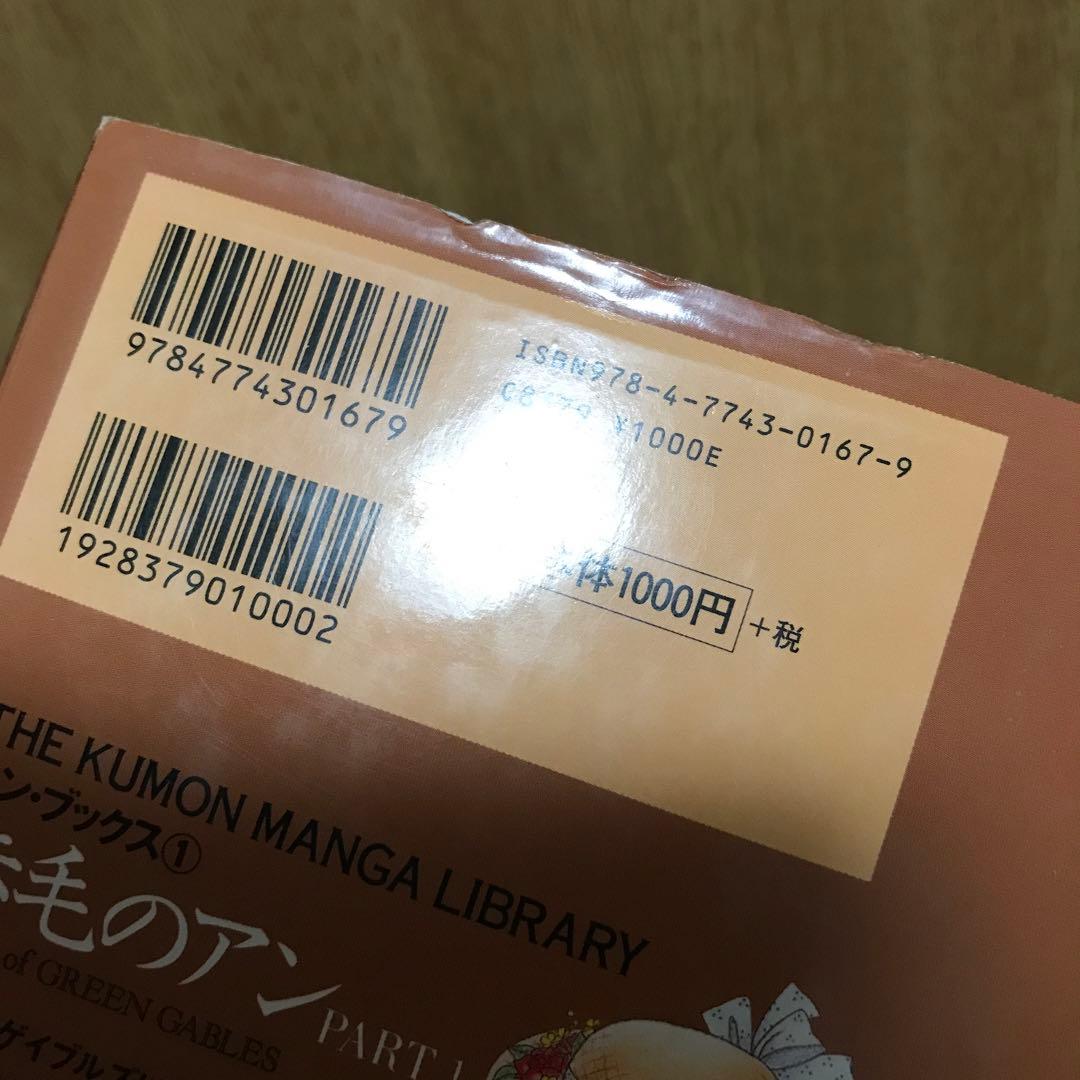 9784774301679
ISBN978-4-7743-0167-9
¥1000E
1928379010002
体1000円
+税
THE KUMON MANGA LIBRARY
ン・ブックス①
毛のアン PART 1
of GREEN GABLES
ゲイブルズ